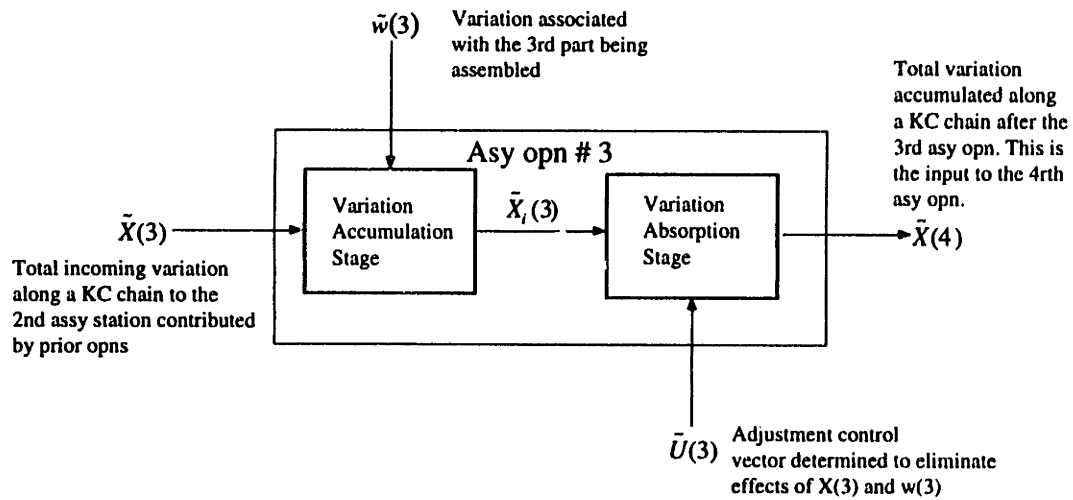 w̃(3)
Variation associated
with the 3rd part being
assembled
Total variation
accumulated along
a KC chain after the
3rd asy opn. This is
the input to the 4rth
asy opn.
X̃(4)
Asy opn # 3
Variation
Accumulation
Stage
X̃ᵢ(3)
Variation
Absorption
Stage
X̃(3)
Total incoming variation
along a KC chain to the
2nd assy station contributed
by prior opns
Ũ(3)
Adjustment control
vector determined to eliminate
effects of X(3) and w(3)